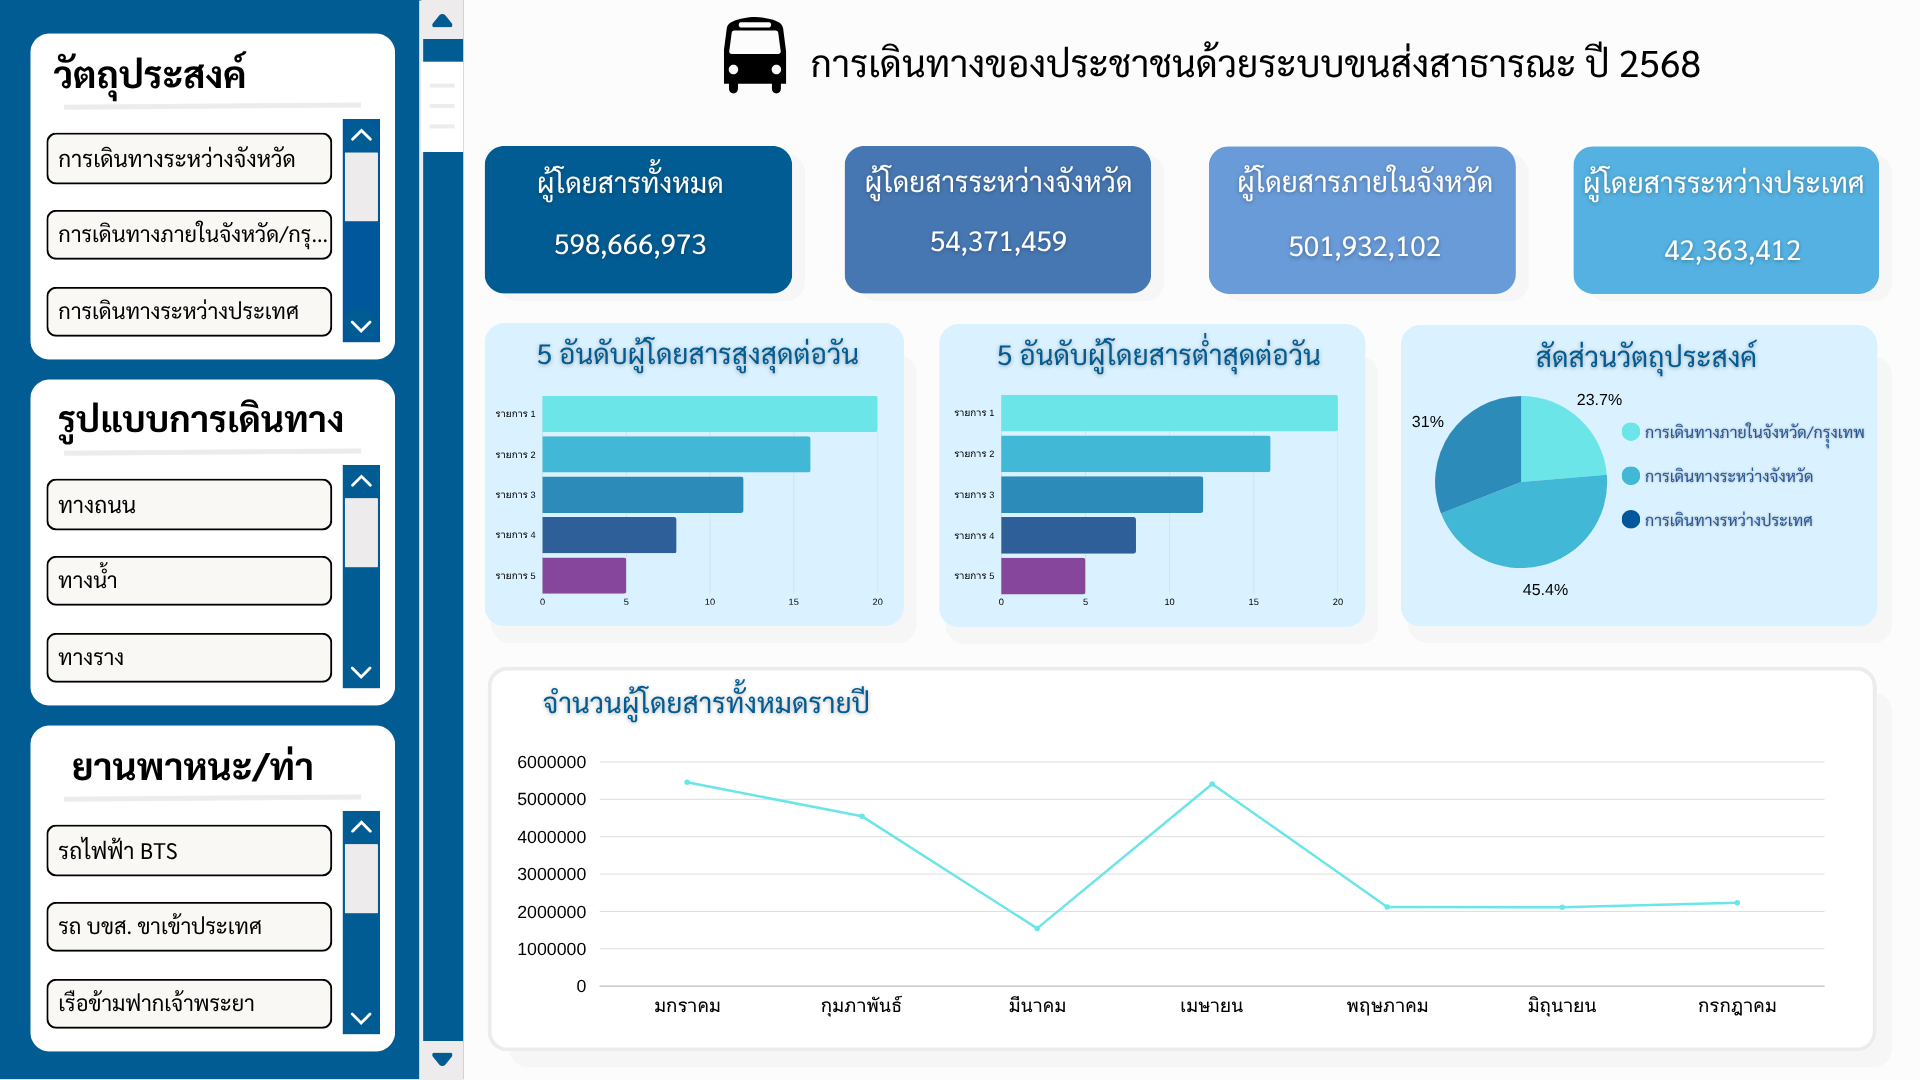 วัตถุประสงค์
การเดินทางระหว่างจังหวัด
การเดินทางภายในจังหวัด/กรุ...
การเดินทางระหว่างประเทศ
รูปแบบการเดินทาง
ทางถนน
ทางน้ำ
ทางราง
ยานพาหนะ/ท่า
รถไฟฟ้า BTS
รถ บขส. ขาเข้าประเทศ
เรือข้ามฟากเจ้าพระยา
การเดินทางของประชาชนด้วยระบบขนส่งสาธารณะ ปี 2568
ผู้โดยสารทั้งหมด
598,666,973
ผู้โดยสารระหว่างจังหวัด
54,371,459
ผู้โดยสารภายในจังหวัด
501,932,102
ผู้โดยสารระหว่างประเทศ
42,363,412
5 อันดับผู้โดยสารสูงสุดต่อวัน
รายการ 1
รายการ 2
รายการ 3
รายการ 4
รายการ 5
0 5 10 15 20
5 อันดับผู้โดยสารต่ำสุดต่อวัน
รายการ 1
รายการ 2
รายการ 3
รายการ 4
รายการ 5
0 5 10 15 20
สัดส่วนวัตถุประสงค์
23.7%
31%
45.4%
การเดินทางภายในจังหวัด/กรุงเทพ
การเดินทางระหว่างจังหวัด
การเดินทางรหว่างประเทศ
จำนวนผู้โดยสารทั้งหมดรายปี
6000000
5000000
4000000
3000000
2000000
1000000
0
มกราคม กุมภาพันธ์ มีนาคม เมษายน พฤษภาคม มิถุนายน กรกฎาคม